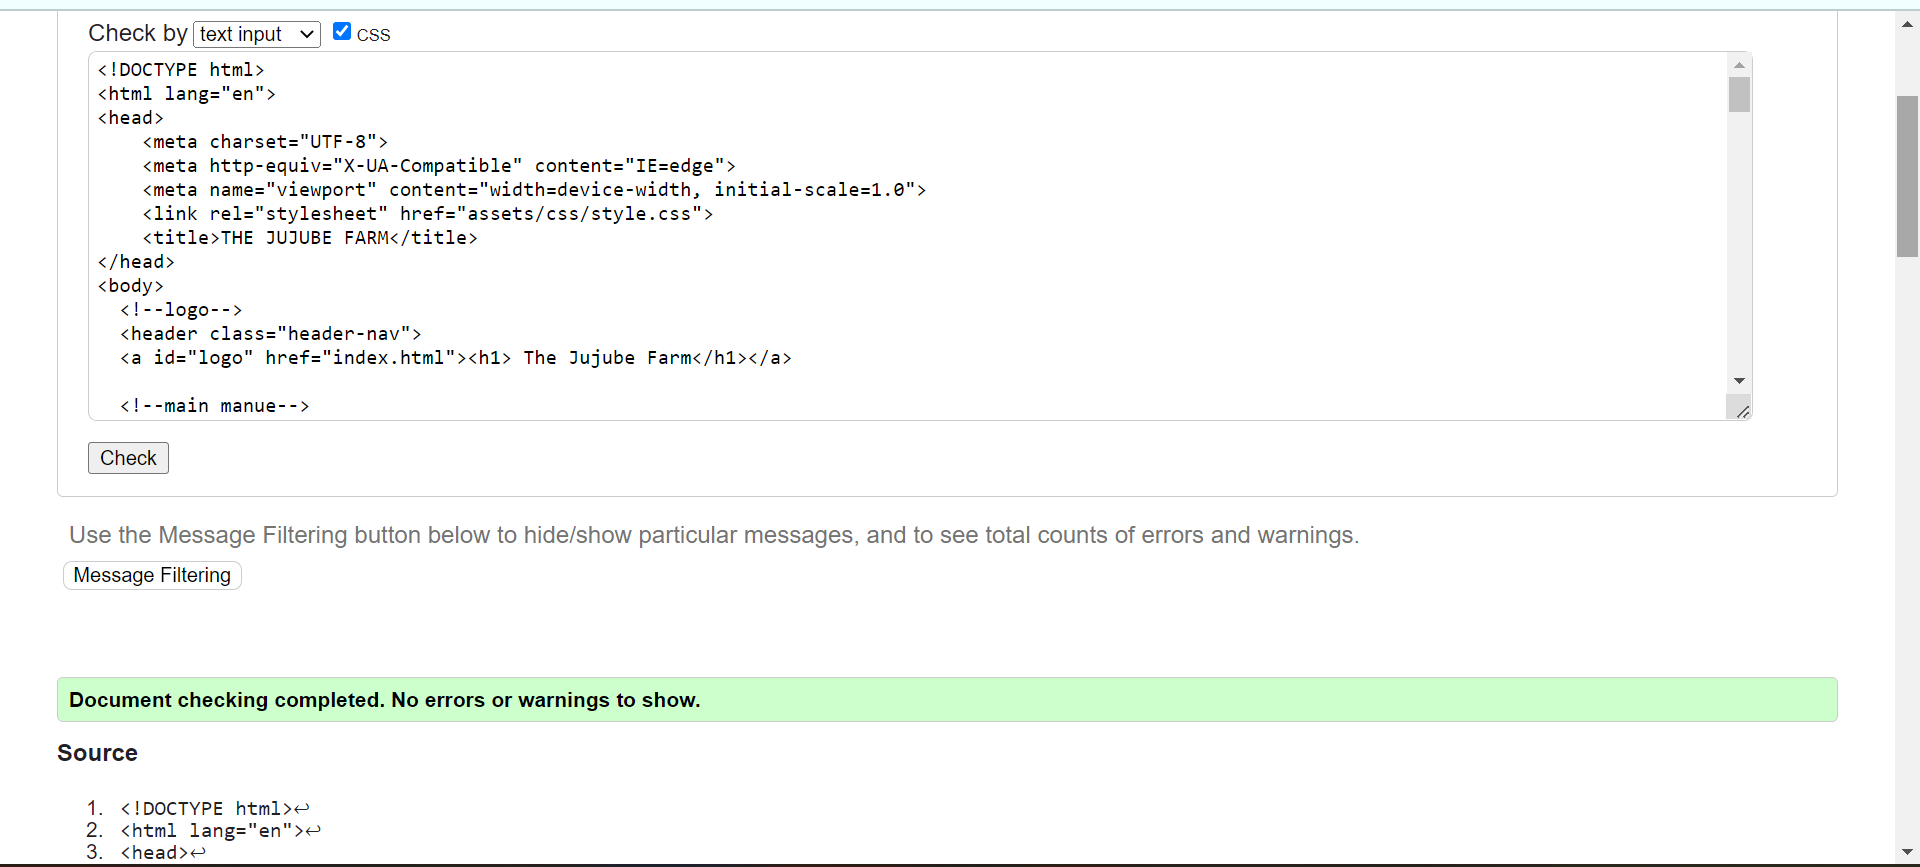 Check by text input CSS
<!DOCTYPE html>
<html lang="en">
<head>
    <meta charset="UTF-8">
    <meta http-equiv="X-UA-Compatible" content="IE=edge">
    <meta name="viewport" content="width=device-width, initial-scale=1.0">
    <link rel="stylesheet" href="assets/css/style.css">
    <title>THE JUJUBE FARM</title>
</head>
<body>
  <!--logo-->
  <header class="header-nav">
  <a id="logo" href="index.html"><h1> The Jujube Farm</h1></a>
  <!--main manue-->
Check
Use the Message Filtering button below to hide/show particular messages, and to see total counts of errors and warnings.
Message Filtering
Document checking completed. No errors or warnings to show.
Source
1. <!DOCTYPE html>↩
2. <html lang="en">↩
3. <head>↩